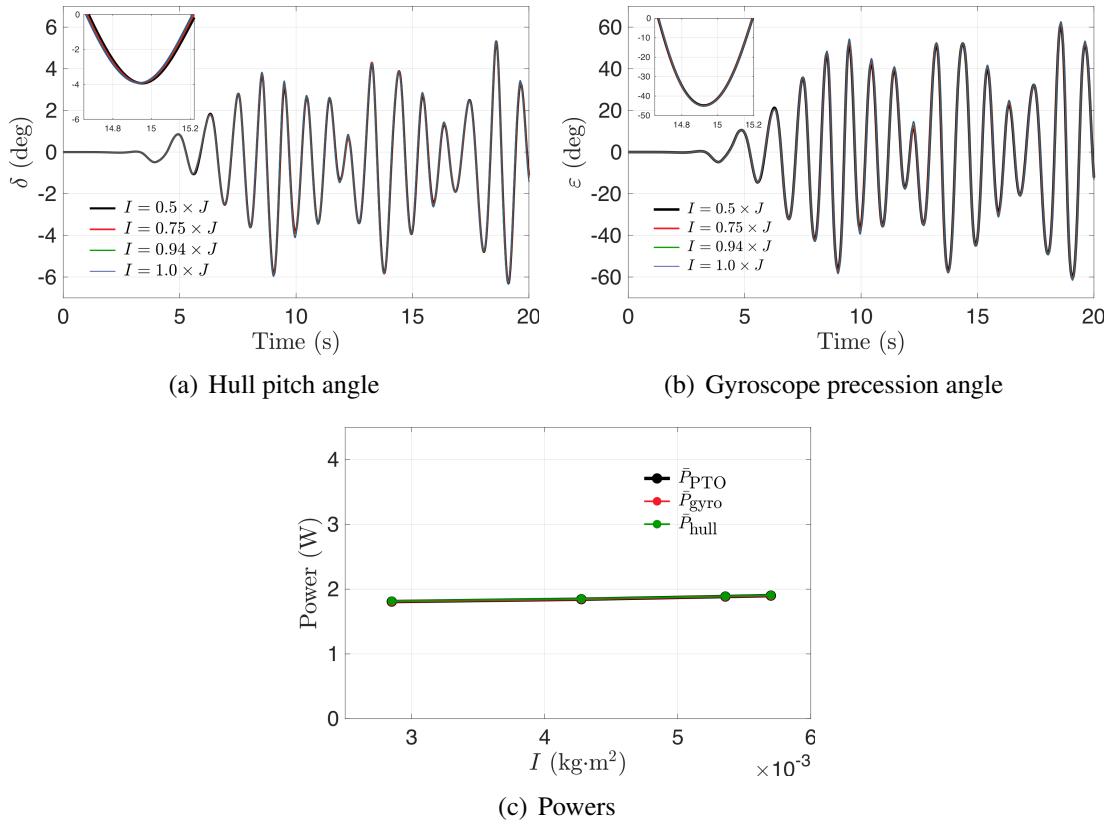 6
4
2
0
-2
-4
-6
δ (deg)
0
-2
-4
-6
14.8
15
15.2
I = 0.5 × J
I = 0.75 × J
I = 0.94 × J
I = 1.0 × J
0
5
10
15
20
Time (s)
(a) Hull pitch angle
60
40
20
0
-20
-40
-60
ε (deg)
0
-10
-20
-30
-40
-50
14.8
15
15.2
I = 0.5 × J
I = 0.75 × J
I = 0.94 × J
I = 1.0 × J
0
5
10
15
20
Time (s)
(b) Gyroscope precession angle
4
3
2
1
0
Power (W)
P̄PTO
P̄gyro
P̄hull
3
4
5
6
I (kg·m²)
×10⁻³
(c) Powers